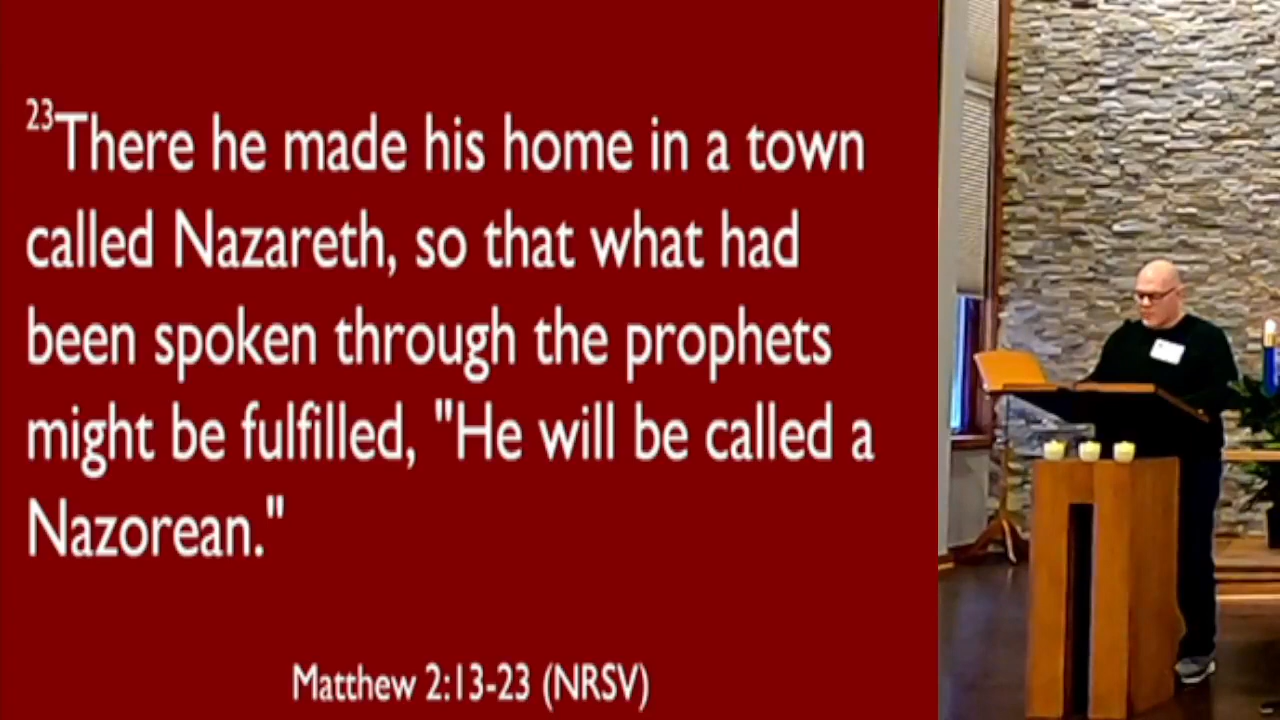 23There he made his home in a town
called Nazareth, so that what had
been spoken through the prophets
might be fulfilled, "He will be called a
Nazorean."
Matthew 2:13-23 (NRSV)